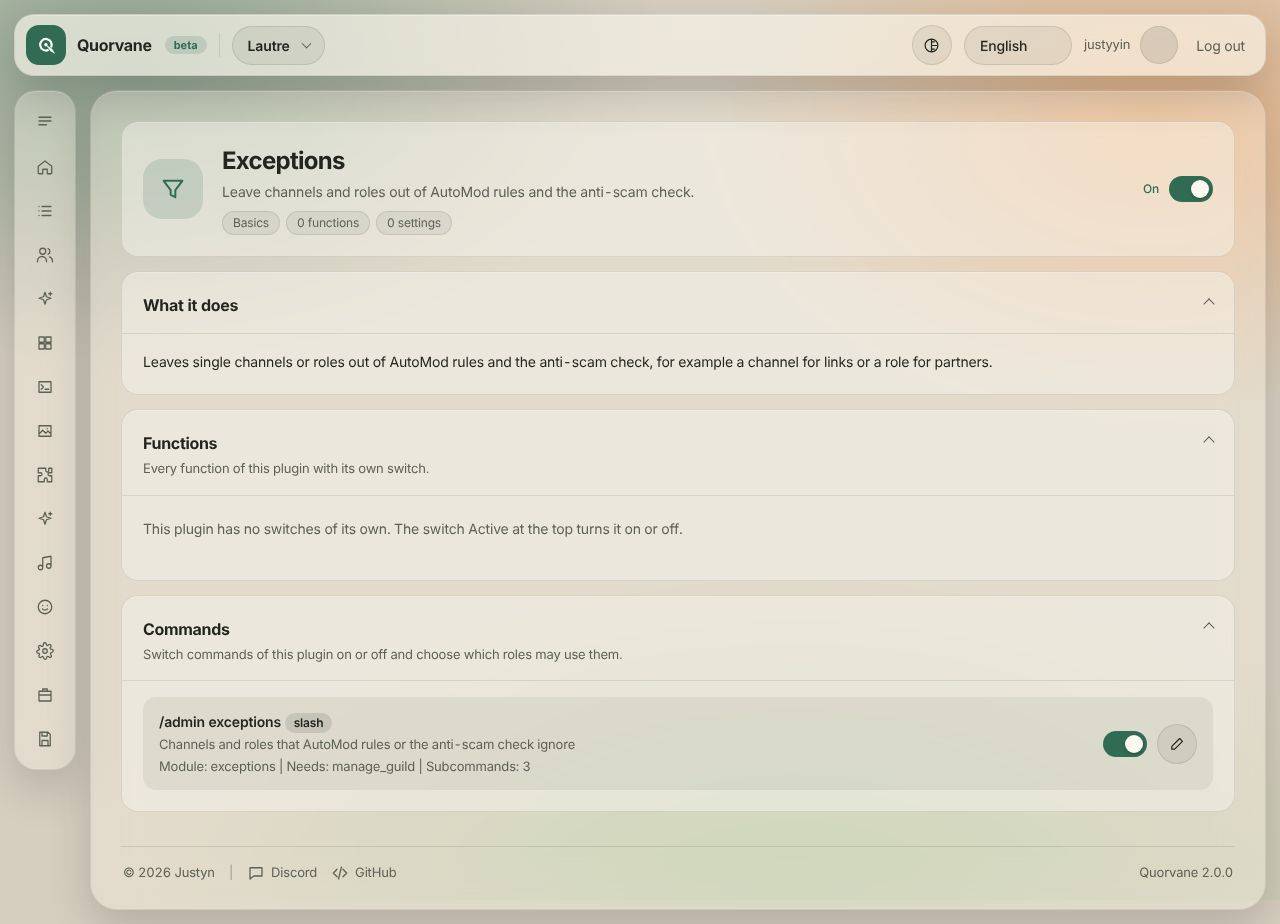 Quorvane beta
Lautre
English
justyyin
Log out
Exceptions
Leave channels and roles out of AutoMod rules and the anti-scam check.
Basics
0 functions
0 settings
On
What it does
Leaves single channels or roles out of AutoMod rules and the anti-scam check, for example a channel for links or a role for partners.
Functions
Every function of this plugin with its own switch.
This plugin has no switches of its own. The switch Active at the top turns it on or off.
Commands
Switch commands of this plugin on or off and choose which roles may use them.
/admin exceptions slash
Channels and roles that AutoMod rules or the anti-scam check ignore
Module: exceptions | Needs: manage_guild | Subcommands: 3
© 2026 Justyn
Discord
GitHub
Quorvane 2.0.0